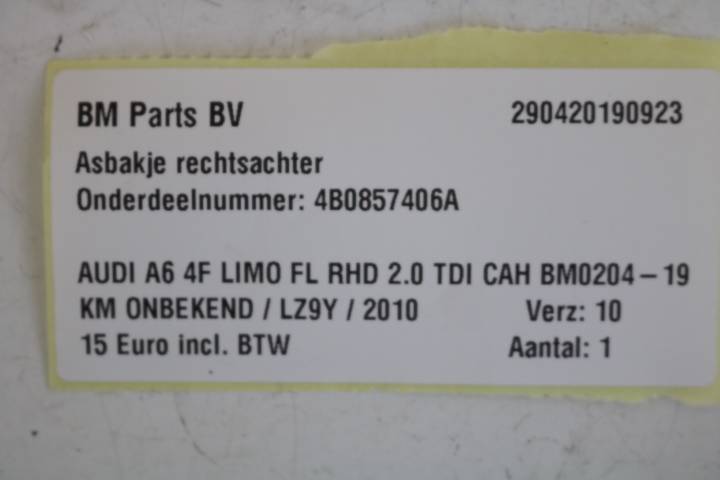 BM Parts BV 290420190923
Asbakje rechtsachter
Onderdeelnummer: 4B0857406A
AUDI A6 4F LIMO FL RHD 2.0 TDI CAH BM0204-19
KM ONBEKEND / LZ9Y / 2010 Verz: 10
15 Euro incl. BTW Aantal: 1